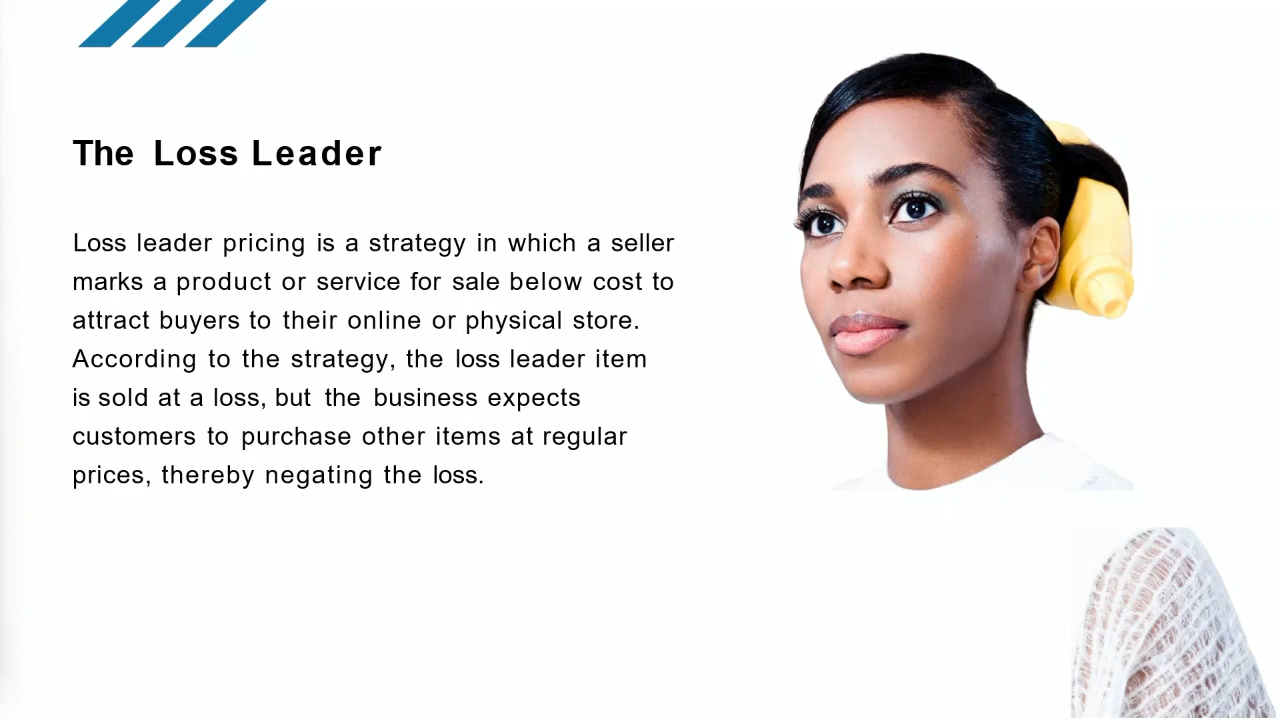 The Loss Leader
Loss leader pricing is a strategy in which a seller
marks a product or service for sale below cost to
attract buyers to their online or physical store.
According to the strategy, the loss leader item
is sold at a loss, but the business expects
customers to purchase other items at regular
prices, thereby negating the loss.